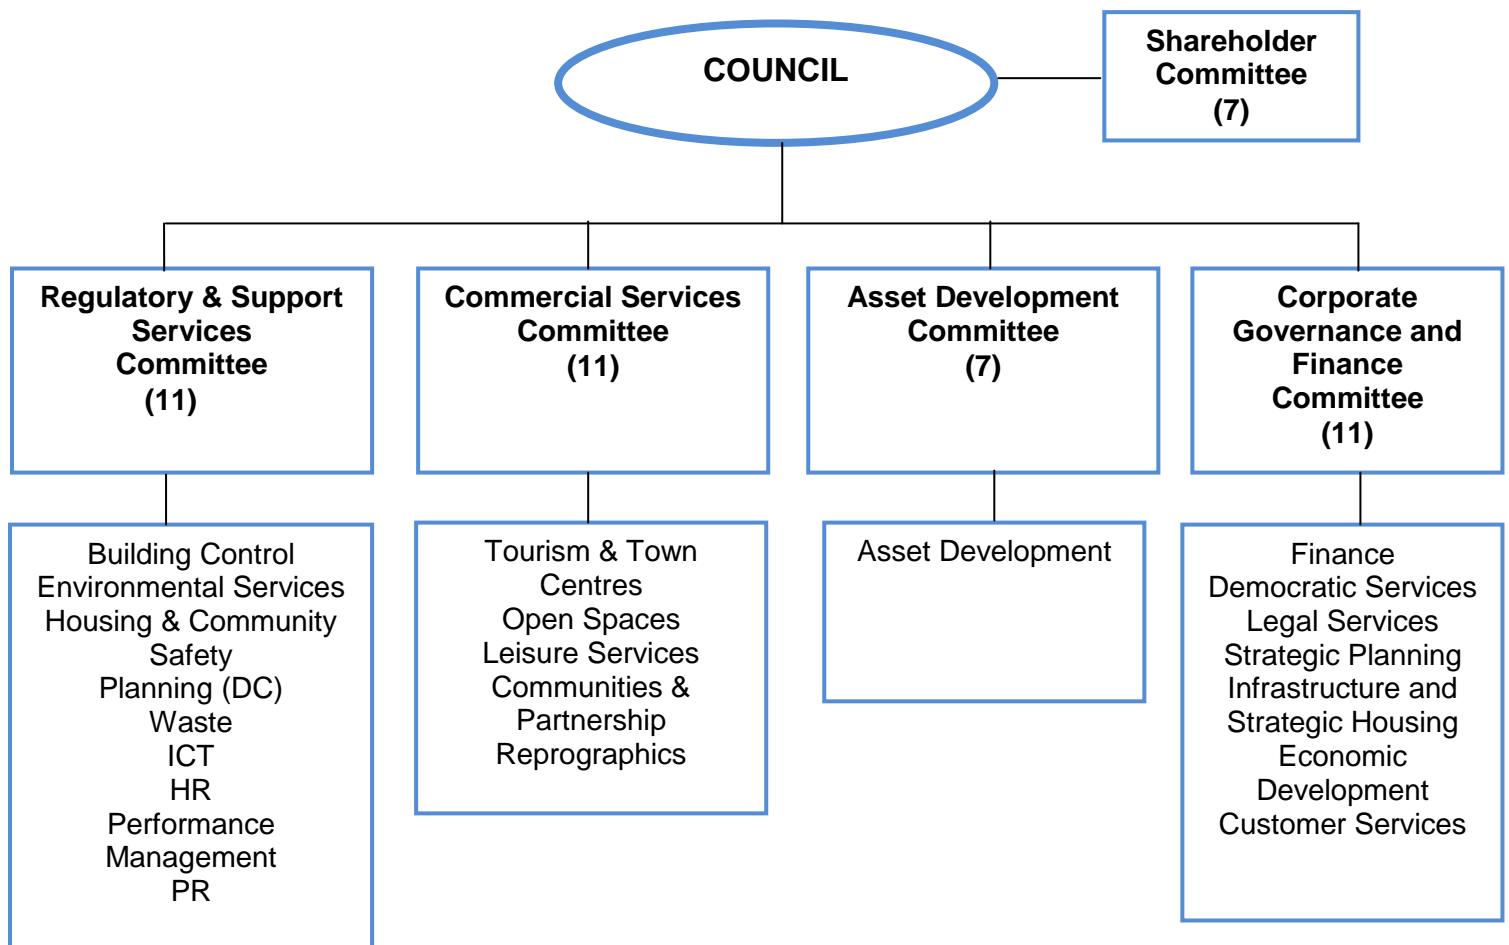 COUNCIL
Shareholder
Committee
(7)
Regulatory & Support
Services
Committee
(11)
Commercial Services
Committee
(11)
Asset Development
Committee
(7)
Corporate
Governance and
Finance
Committee
(11)
Building Control
Environmental Services
Housing & Community
Safety
Planning (DC)
Waste
ICT
HR
Performance
Management
PR
Tourism & Town
Centres
Open Spaces
Leisure Services
Communities &
Partnership
Reprographics
Asset Development
Finance
Democratic Services
Legal Services
Strategic Planning
Infrastructure and
Strategic Housing
Economic
Development
Customer Services